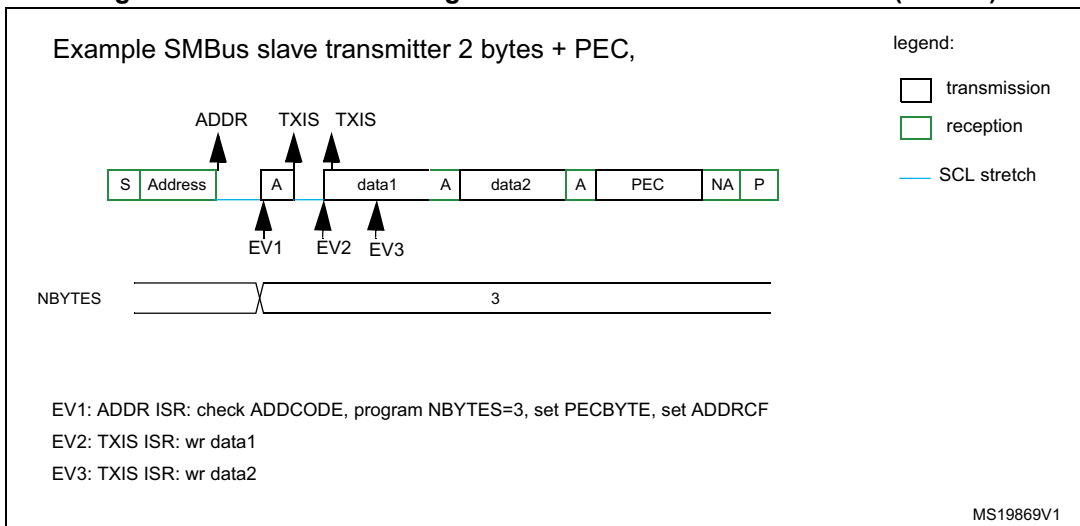 Example SMBus slave transmitter 2 bytes + PEC,
legend:
transmission
reception
SCL stretch
ADDR TXIS TXIS
S Address A data1 A data2 A PEC NA P
EV1 EV2 EV3
NBYTES 3
EV1: ADDR ISR: check ADDCODE, program NBYTES=3, set PECBYTE, set ADDRCF
EV2: TXIS ISR: wr data1
EV3: TXIS ISR: wr data2
MS19869V1